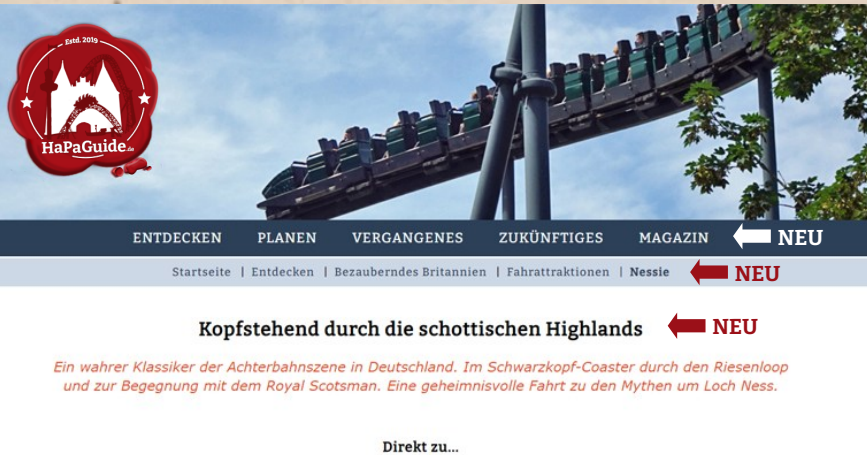 Estd. 2019
HaPaGuide.de
ENTDECKEN PLANEN VERGANGENES ZUKÜNFTIGES MAGAZIN NEU
Startseite | Entdecken | Bezauberndes Britannien | Fahrattraktionen | Nessie NEU
Kopfstehend durch die schottischen Highlands NEU
Ein wahrer Klassiker der Achterbahnszene in Deutschland. Im Schwarzkopf-Coaster durch den Riesenloop
und zur Begegnung mit dem Royal Scotsman. Eine geheimnisvolle Fahrt zu den Mythen um Loch Ness.
Direkt zu...